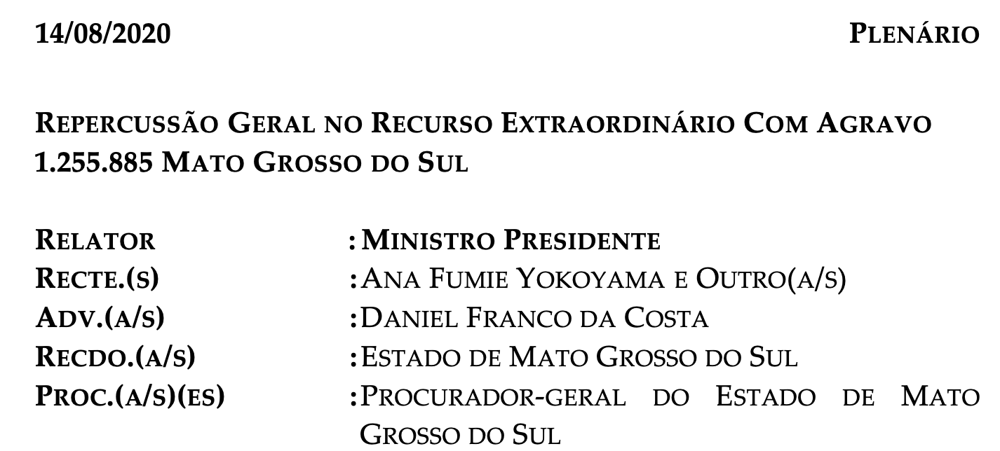 14/08/2020 Plenário
Repercussão Geral no Recurso Extraordinário Com Agravo
1.255.885 Mato Grosso do Sul
Relator : Ministro Presidente
Recte.(s) : Ana Fumie Yokoyama e Outro(a/s)
Adv.(a/s) : Daniel Franco da Costa
Recdo.(a/s) : Estado de Mato Grosso do Sul
Proc.(a/s)(es) : Procurador-geral do Estado de Mato
Grosso do Sul